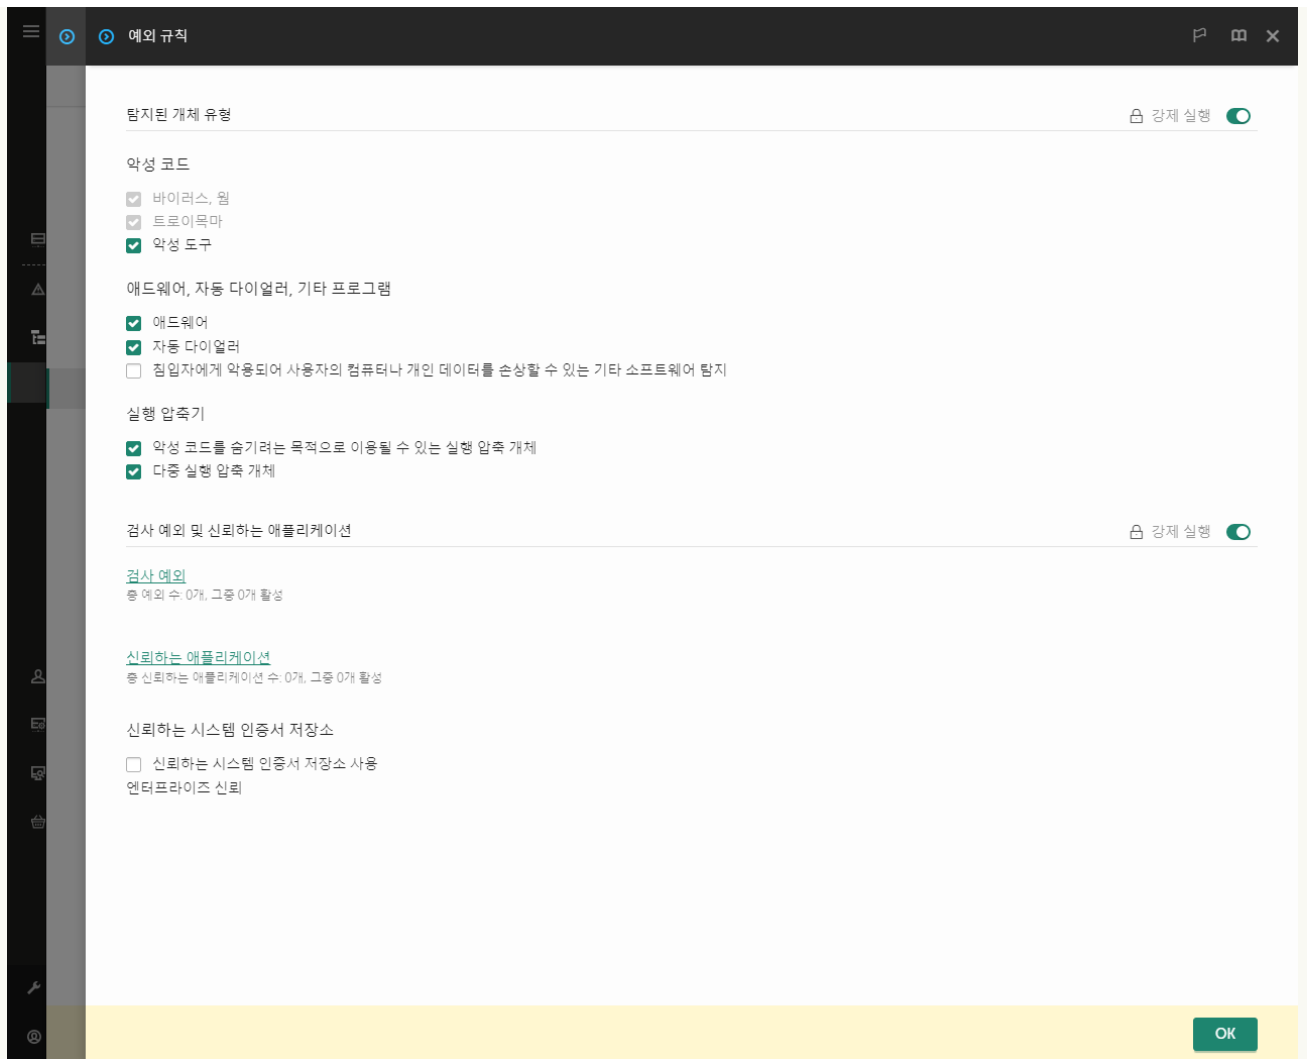 예외 규칙
탐지된 개체 유형
강제 실행
악성 코드
바이러스, 웜
트로이목마
악성 도구
애드웨어, 자동 다이얼러, 기타 프로그램
애드웨어
자동 다이얼러
침입자에게 악용되어 사용자의 컴퓨터나 개인 데이터를 손상할 수 있는 기타 소프트웨어 탐지
실행 압축기
악성 코드를 숨기려는 목적으로 이용될 수 있는 실행 압축 개체
다중 실행 압축 개체
검사 예외 및 신뢰하는 애플리케이션
강제 실행
검사 예외
총 예외 수: 0개, 그중 0개 활성
신뢰하는 애플리케이션
총 신뢰하는 애플리케이션 수: 0개, 그중 0개 활성
신뢰하는 시스템 인증서 저장소
신뢰하는 시스템 인증서 저장소 사용
엔터프라이즈 신뢰
OK